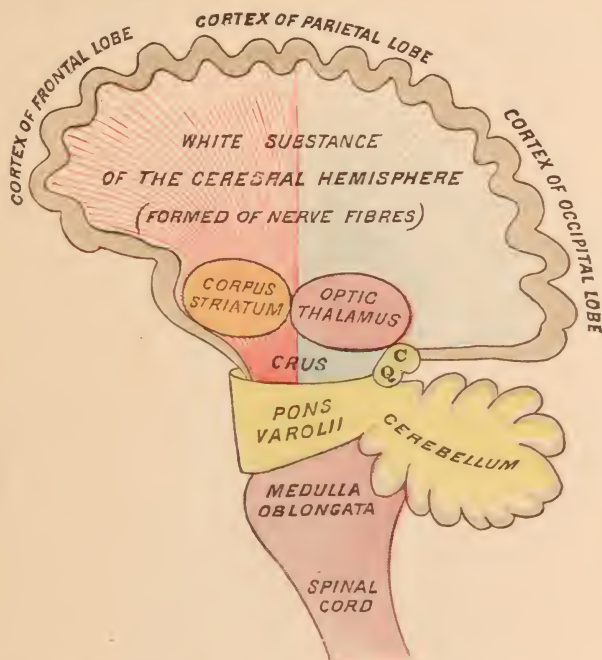 CORTEX OF PARIETAL LOBE
CORTEX OF FRONTAL LOBE
CORTEX OF OCCIPITAL LOBE
WHITE SUBSTANCE
OF THE CEREBRAL HEMISPHERE
(FORMED OF NERVE FIBRES)
CORPUS
STRIATUM
OPTIC
THALAMUS
CRUS
C
Q.
PONS
VAROLII
CEREBELLUM
MEDULLA
OBLONGATA
SPINAL
CORD